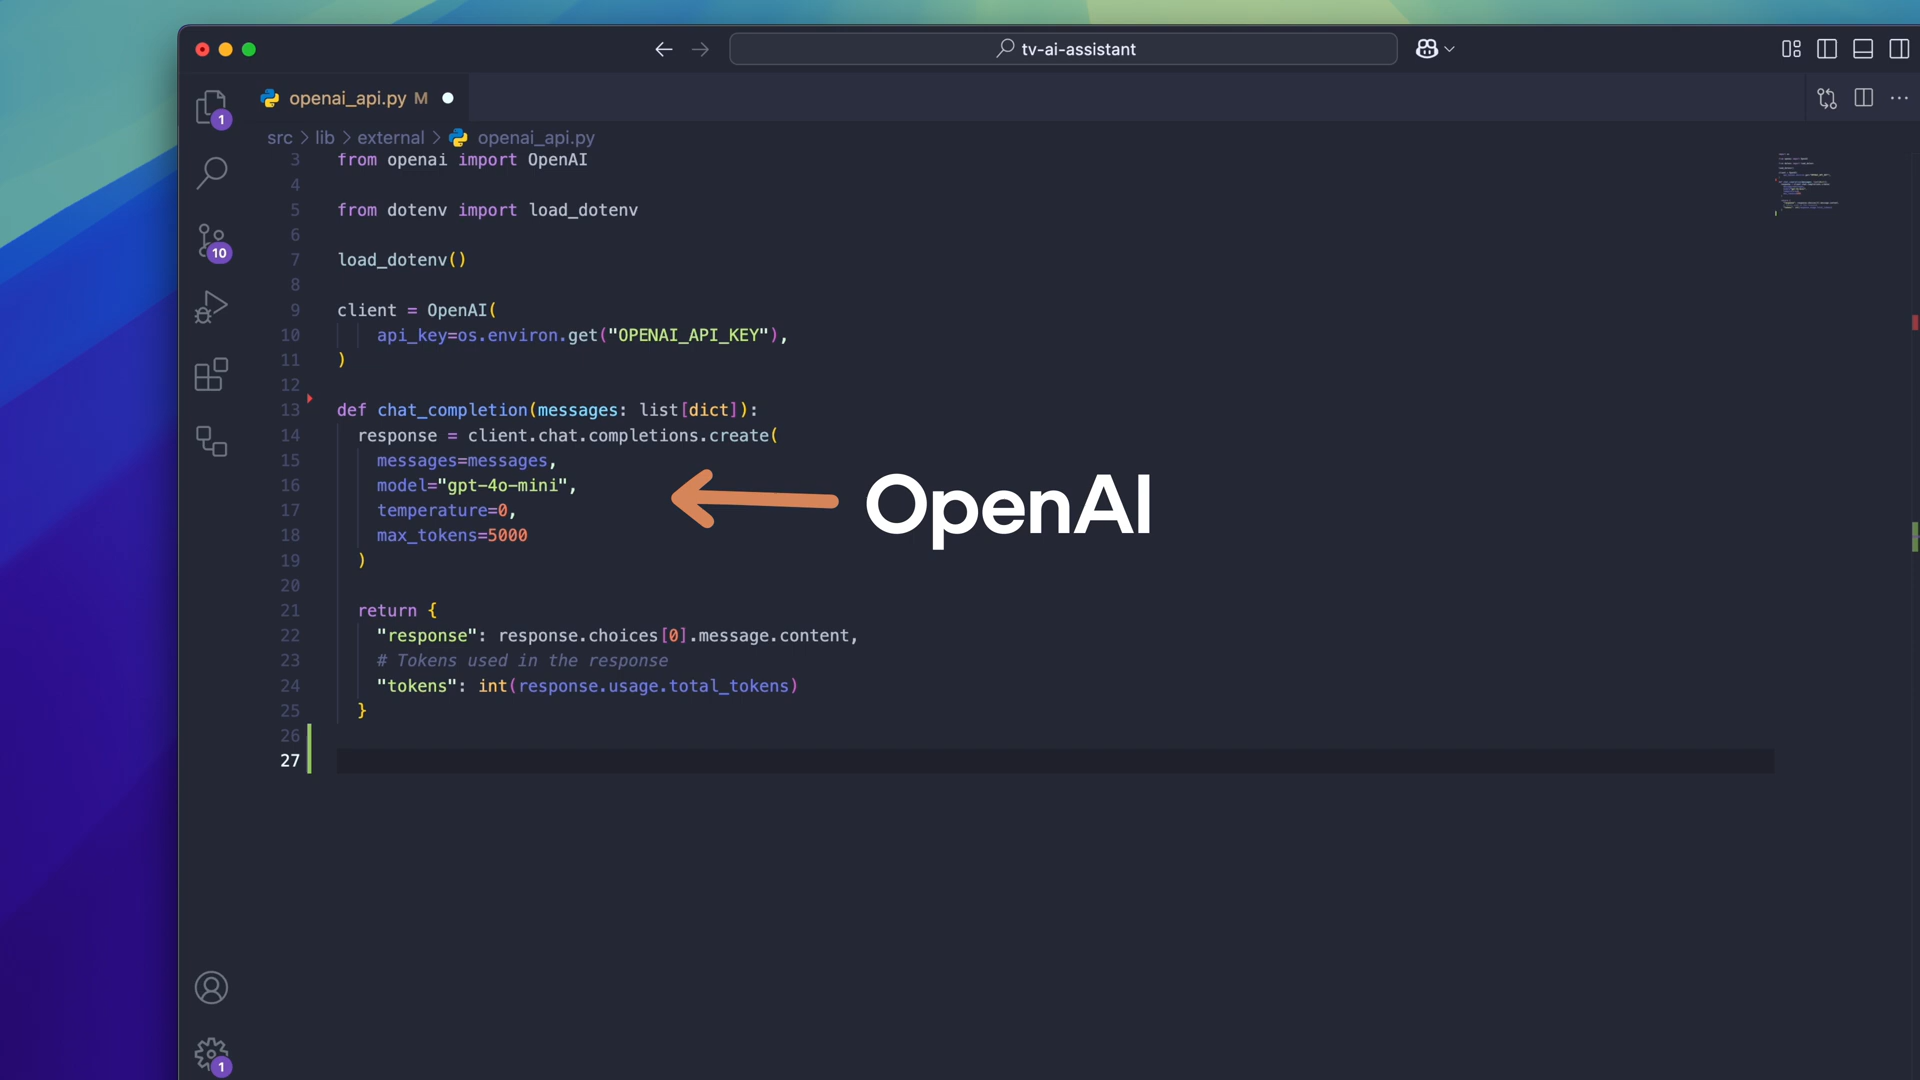 tv-ai-assistant
openai_api.py M
1
src > lib > external > openai_api.py
3 from openai import OpenAI
4
5 from dotenv import load_dotenv
6
7 load_dotenv()
8
9 client = OpenAI(
10 api_key=os.environ.get("OPENAI_API_KEY"),
11 )
12
13 def chat_completion(messages: list[dict]):
14 response = client.chat.completions.create(
15 messages=messages,
16 model="gpt-4o-mini",
17 temperature=0,
18 max_tokens=5000
19 )
20
21 return {
22 "response": response.choices[0].message.content,
23 # Tokens used in the response
24 "tokens": int(response.usage.total_tokens)
25 }
26
27
10
OpenAI
1